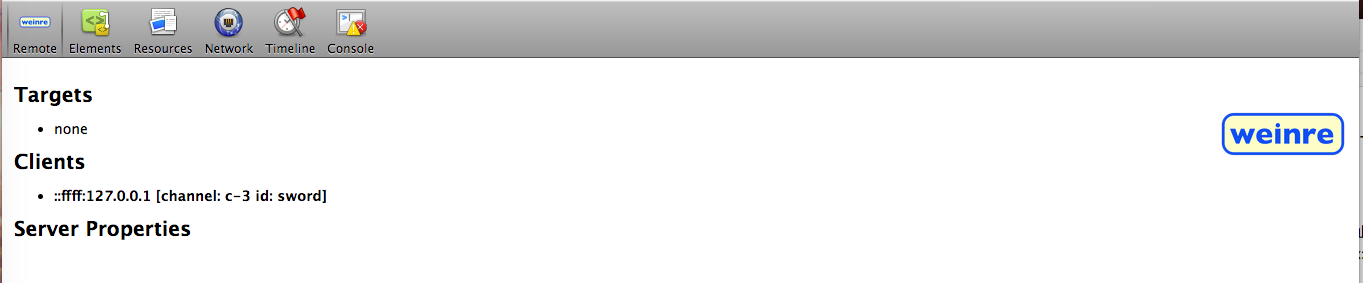 weinre
Remote Elements Resources Network Timeline Console
Targets
• none
weinre
Clients
• ::ffff:127.0.0.1 [channel: c-3 id: sword]
Server Properties